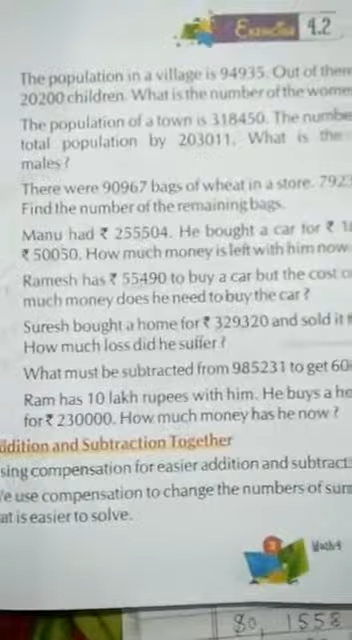 Exercise 4.2
The population in a village is 94935. Out of them
20200 children. What is the number of the wome
The population of a town is 318450. The numbe
total population by 203011. What is the
males?
There were 90967 bags of wheat in a store. 792
Find the number of the remaining bags.
Manu had ₹ 255504. He bought a car for ₹ 1
₹ 50050. How much money is left with him now
Ramesh has ₹ 55490 to buy a car but the cost o
much money does he need to buy the car?
Suresh bought a home for ₹ 329320 and sold it
How much loss did he suffer?
What must be subtracted from 985231 to get 60
Ram has 10 lakh rupees with him. He buys a ho
for ₹ 230000. How much money has he now?
ddition and Subtraction Together
sing compensation for easier addition and subtract
e use compensation to change the numbers of sum
at is easier to solve.
Math-4
80, 1558